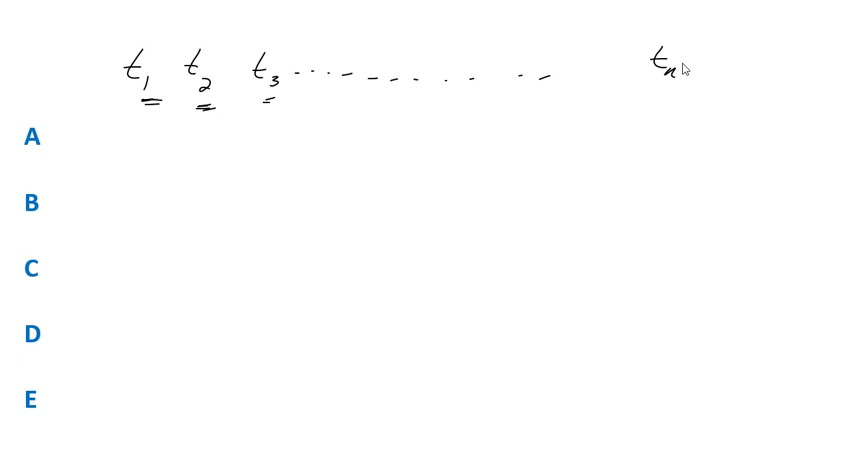 t₁ t₂ t₃ ................ tₙ
A
B
C
D
E